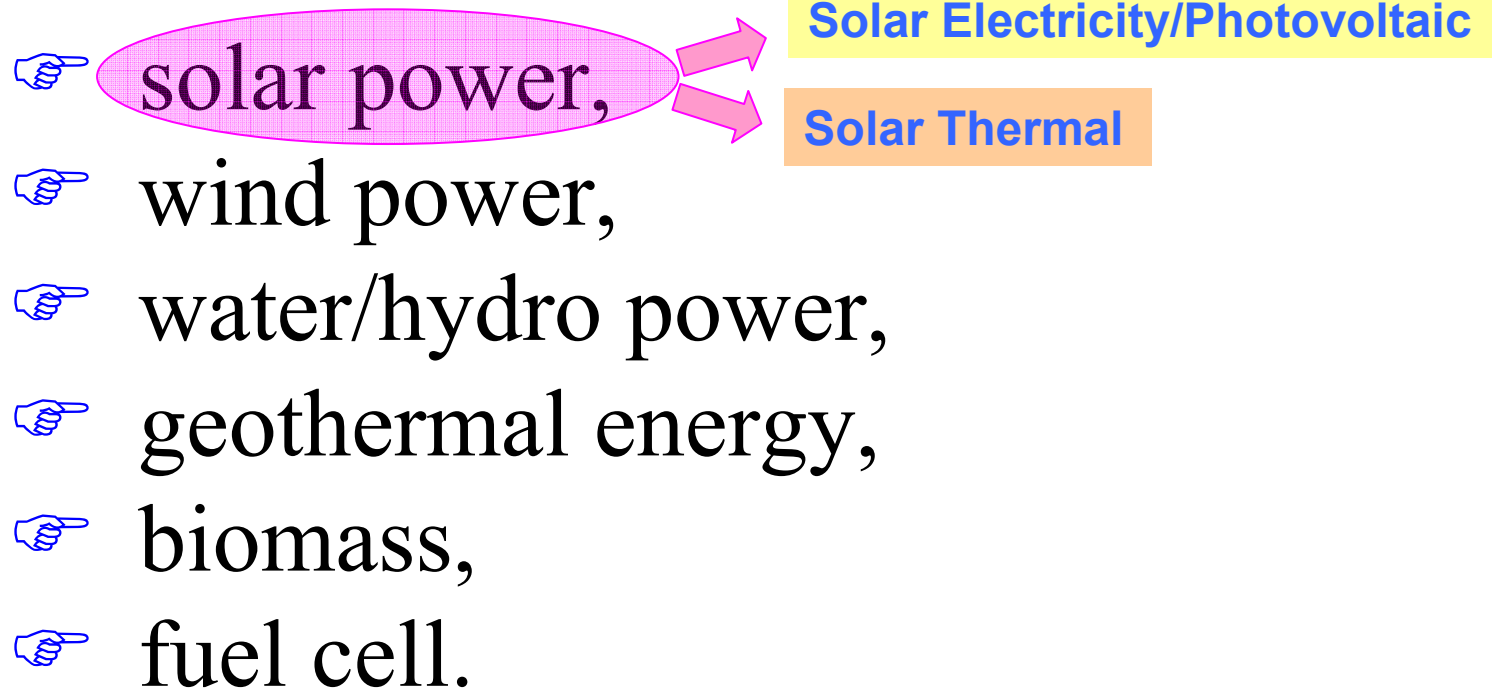 Solar Electricity/Photovoltaic
solar power,
Solar Thermal
wind power,
water/hydro power,
geothermal energy,
biomass,
fuel cell.